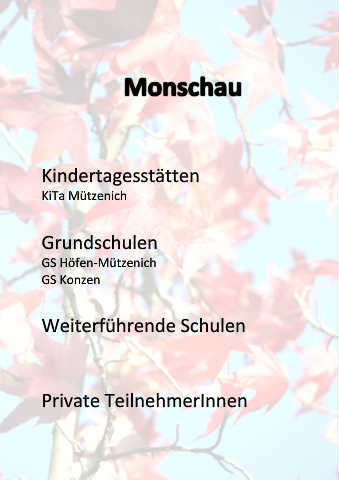 Monschau
Kindertagesstätten
KiTa Mützenich
Grundschulen
GS Höfen-Mützenich
GS Konzen
Weiterführende Schulen
Private TeilnehmerInnen